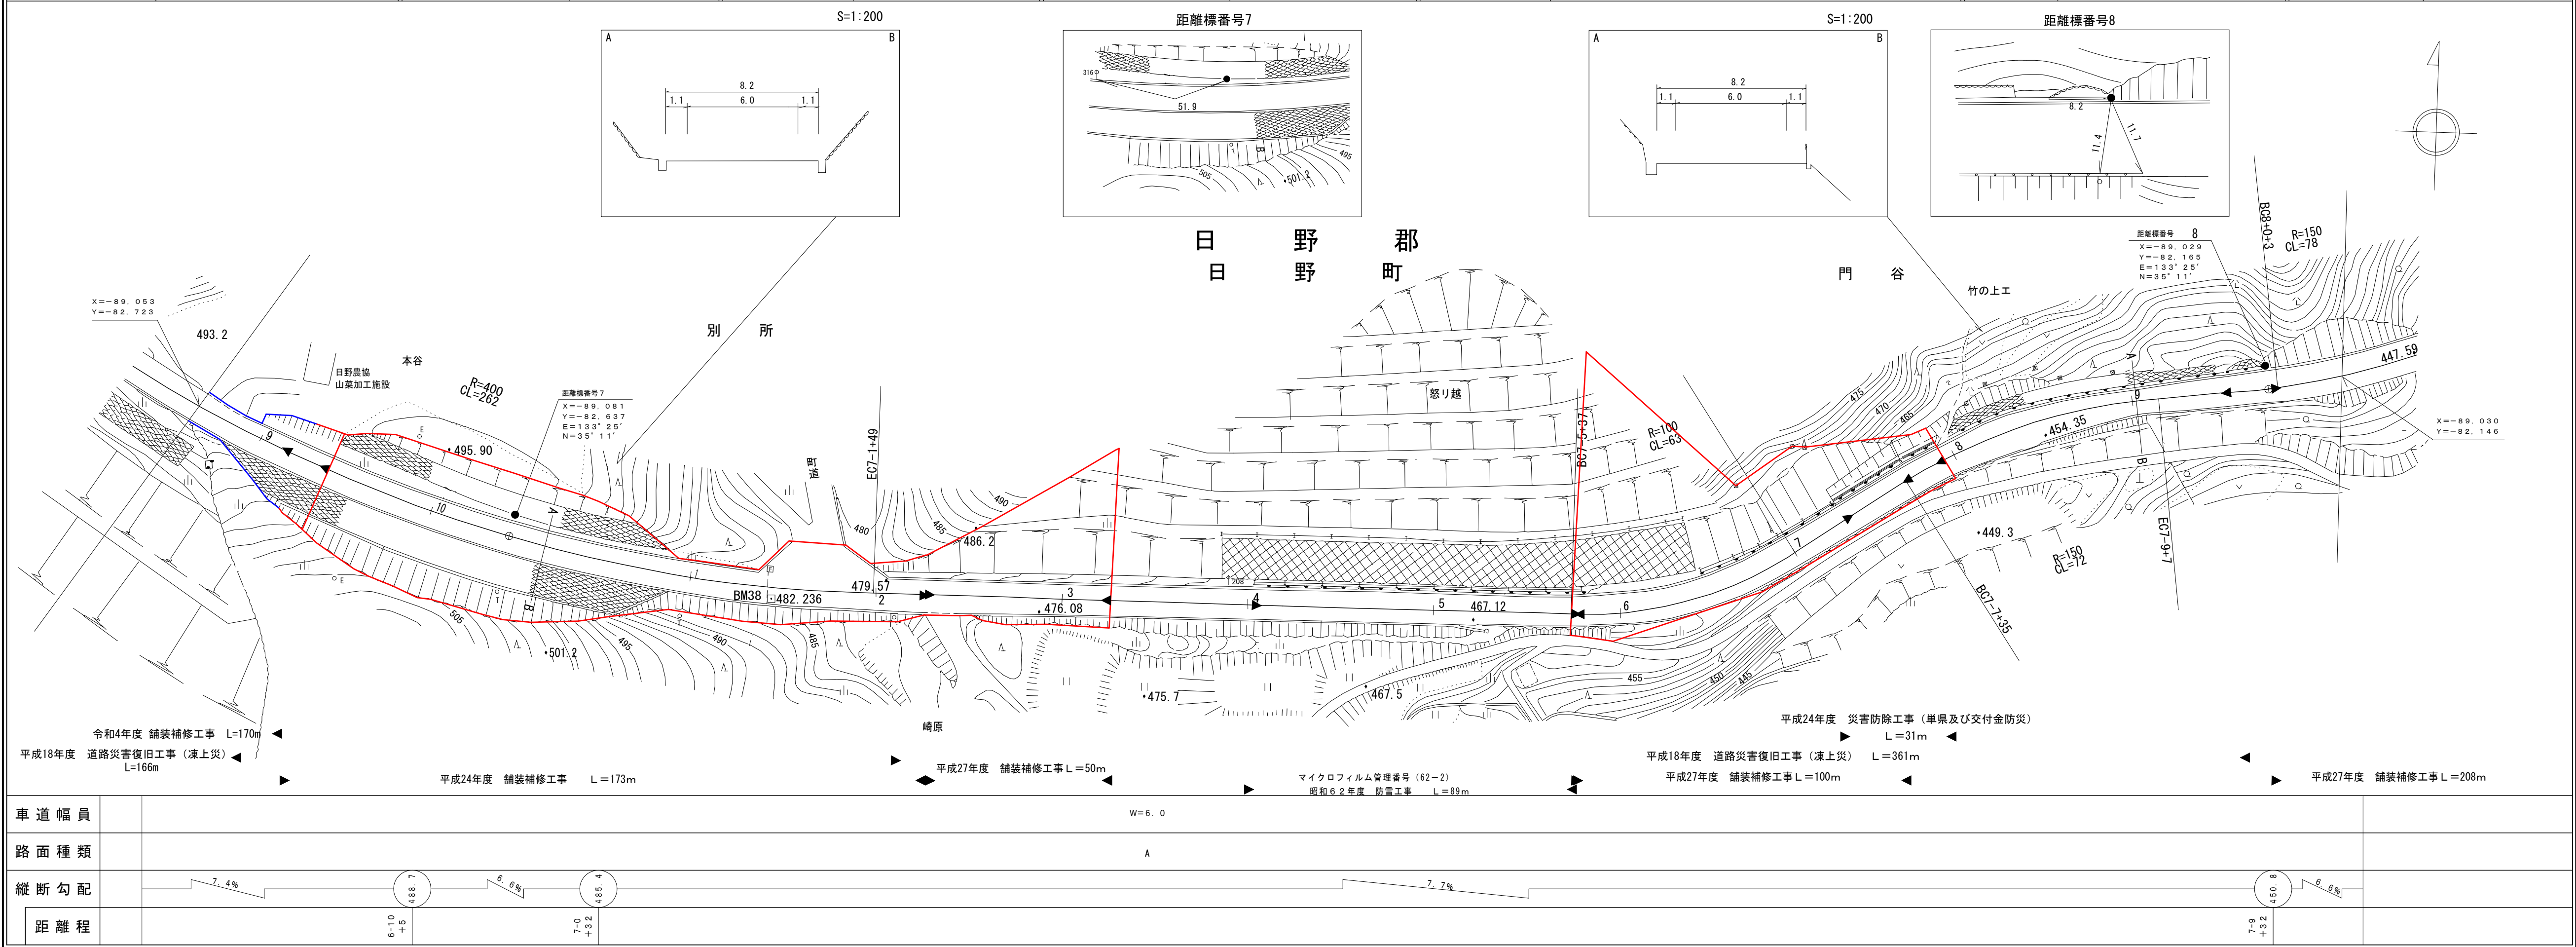 S=1:200
距離標番号7
S=1:200
距離標番号8
A
B
8.2
1.1
6.0
1.1
316
51.9
1
B
505
501.2
495
A
B
8.2
1.1
6.0
1.1
8.2
11.4
11.7
日 野 郡
日 野 町
別 所
門 谷
竹の上エ
距離標番号 8
X=-89, 029
Y=-82, 165
E=133°25′
N=35°11′
BC8+0+3
R=150
CL=78
X=-89, 053
Y=-82, 723
493.2
日野農協
山菜加工施設
本谷
R=400
CL=262
距離標番号7
X=-89, 081
Y=-82, 637
E=133°25′
N=35°11′
E
495.90
町道
EC7-1+49
480
485
490
486.2
怒り越
BC7-5+37
R=100
CL=63
475
470
465
447.59
X=-89, 030
Y=-82, 146
454.35
449.3
R=150
CL=72
EC7-9+7
BC7-7+35
9
10
A
B
1
BM38
482.236
479.57
2
3
476.08
208
4
5
467.12
6
7
8
9
A
B
E
505
501.2
495
490
485
475.7
467.5
455
450
445
崎原
令和4年度 舗装補修工事 L=170m
平成18年度 道路災害復旧工事(凍上災)
L=166m
平成24年度 舗装補修工事 L=173m
平成27年度 舗装補修工事L=50m
マイクロフィルム管理番号(62-2)
昭和62年度 防雪工事 L=89m
平成24年度 災害防除工事(単県及び交付金防災)
L=31m
平成18年度 道路災害復旧工事(凍上災) L=361m
平成27年度 舗装補修工事L=100m
平成27年度 舗装補修工事L=208m
車道幅員
W=6. 0
路面種類
A
縦断勾配
7. 4%
488. 7
6. 6%
485. 4
7. 7%
450. 8
6. 6%
距離程
6-10
+5
7-0
+32
7-9
+32